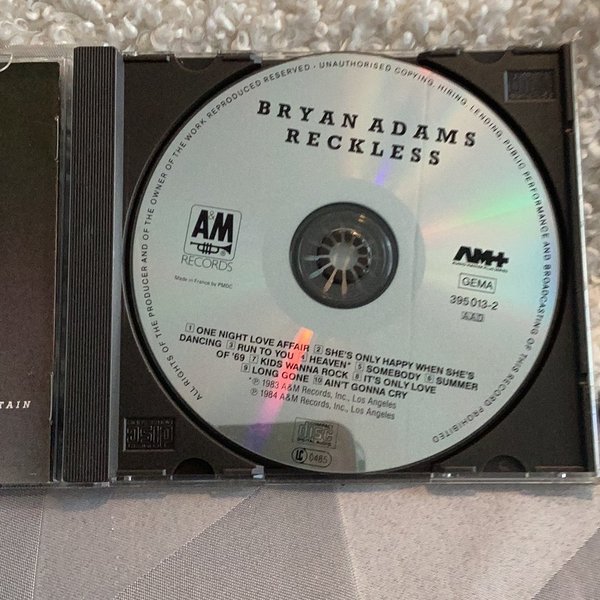 ALL RIGHTS OF THE PRODUCER AND OF THE OWNER OF THE WORK REPRODUCED RESERVED · UNAUTHORISED COPYING, HIRING, LENDING, PUBLIC PERFORMANCE AND BROADCASTING OF THIS RECORD PROHIBITED
BRYAN ADAMS
RECKLESS
A&M
RECORDS
Made in France by PMDC
AM+
GEMA
395 013-2
AAD
1 ONE NIGHT LOVE AFFAIR 2 SHE'S ONLY HAPPY WHEN SHE'S
DANCING 3 RUN TO YOU 4 HEAVEN* 5 SOMEBODY 6 SUMMER
OF '69 7 KIDS WANNA ROCK 8 IT'S ONLY LOVE
9 LONG GONE 10 AIN'T GONNA CRY
*℗ 1983 A&M Records, Inc., Los Angeles
℗ 1984 A&M Records, Inc., Los Angeles
disc
LC 0485
TAIN